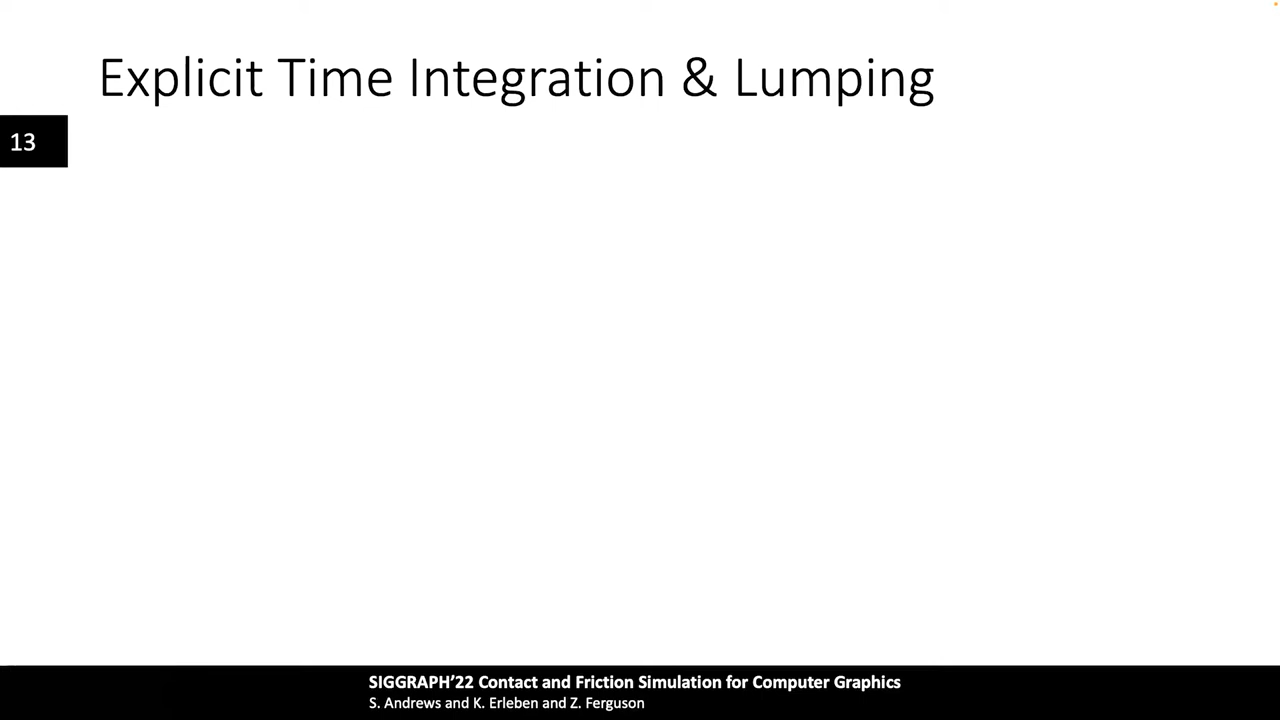 Explicit Time Integration & Lumping
13
SIGGRAPH’22 Contact and Friction Simulation for Computer Graphics
S. Andrews and K. Erleben and Z. Ferguson